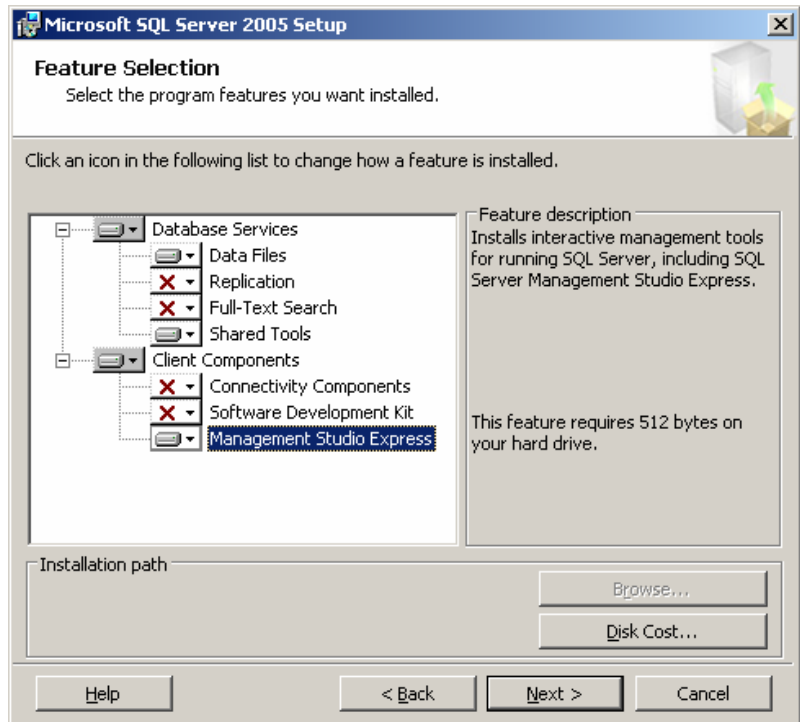 Microsoft SQL Server 2005 Setup
Feature Selection
Select the program features you want installed.
Click an icon in the following list to change how a feature is installed.
Database Services
Data Files
Replication
Full-Text Search
Shared Tools
Client Components
Connectivity Components
Software Development Kit
Management Studio Express
Feature description
Installs interactive management tools
for running SQL Server, including SQL
Server Management Studio Express.
This feature requires 512 bytes on
your hard drive.
Installation path
Browse...
Disk Cost...
Help
< Back
Next >
Cancel